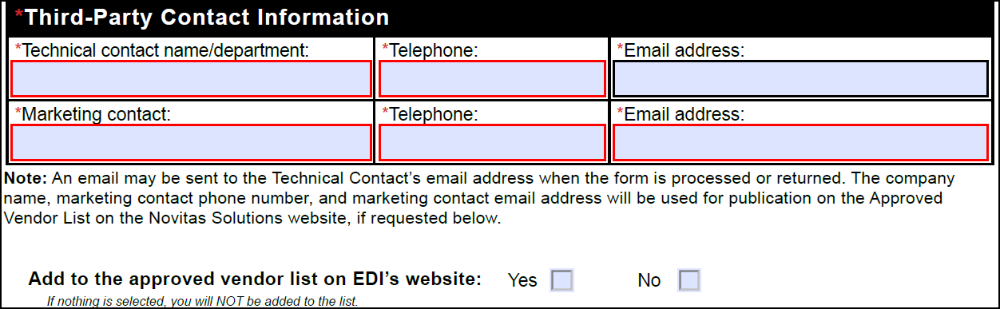 *Third-Party Contact Information
*Technical contact name/department: *Telephone: *Email address:
*Marketing contact: *Telephone: *Email address:
Note: An email may be sent to the Technical Contact's email address when the form is processed or returned. The company
name, marketing contact phone number, and marketing contact email address will be used for publication on the Approved
Vendor List on the Novitas Solutions website, if requested below.
Add to the approved vendor list on EDI's website: Yes No
If nothing is selected, you will NOT be added to the list.